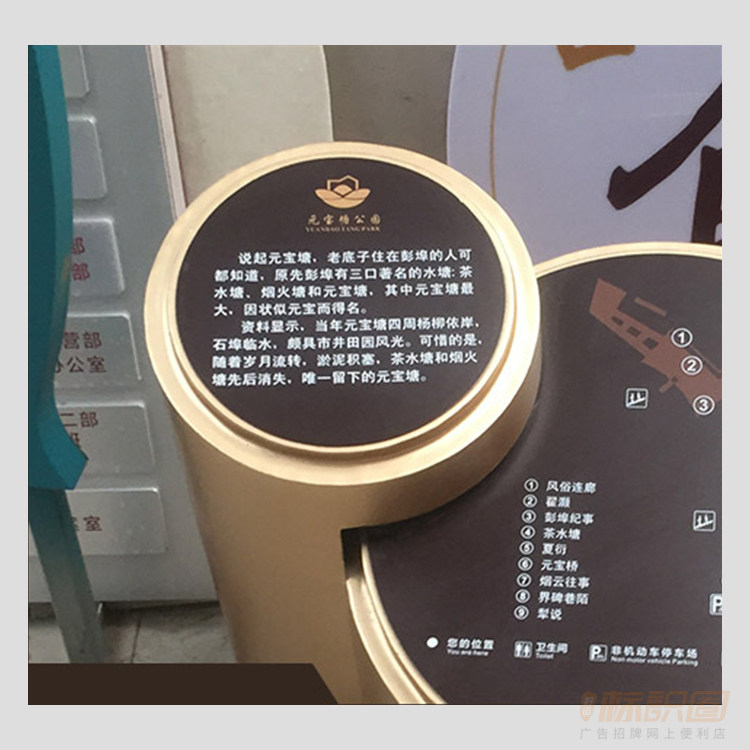 元宝塘公园
YUANBAO TANG PARK
说起元宝塘，老底子住在彭埠的人可
都知道，原先彭埠有三口著名的水塘：茶
水塘、烟火塘和元宝塘，其中元宝塘最
大，因状似元宝而得名。
资料显示，当年元宝塘四周杨柳依岸，
石埠临水，颇具市井田园风光。可惜的是，
随着岁月流转，淤泥积塞，茶水塘和烟火
塘先后消失，唯一留下的元宝塘。
①
②
③
① 风俗连廊
② 翟灏
③ 彭埠纪事
④ 茶水塘
⑤ 夏衍
⑥ 元宝桥
⑦ 烟云往事
⑧ 界碑巷陌
⑨ 犁说
您的位置
You are here
卫生间
Toilet
P
非机动车停车场
Non-motor vehicle Parking
P
部
营部
办公室
二部
室
标识圈
广告招牌网上便利店